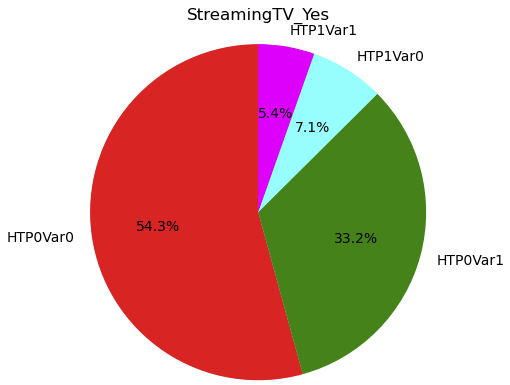 StreamingTV_Yes
HTP1Var1
HTP1Var0
5.4%
7.1%
54.3%
33.2%
HTP0Var0
HTP0Var1